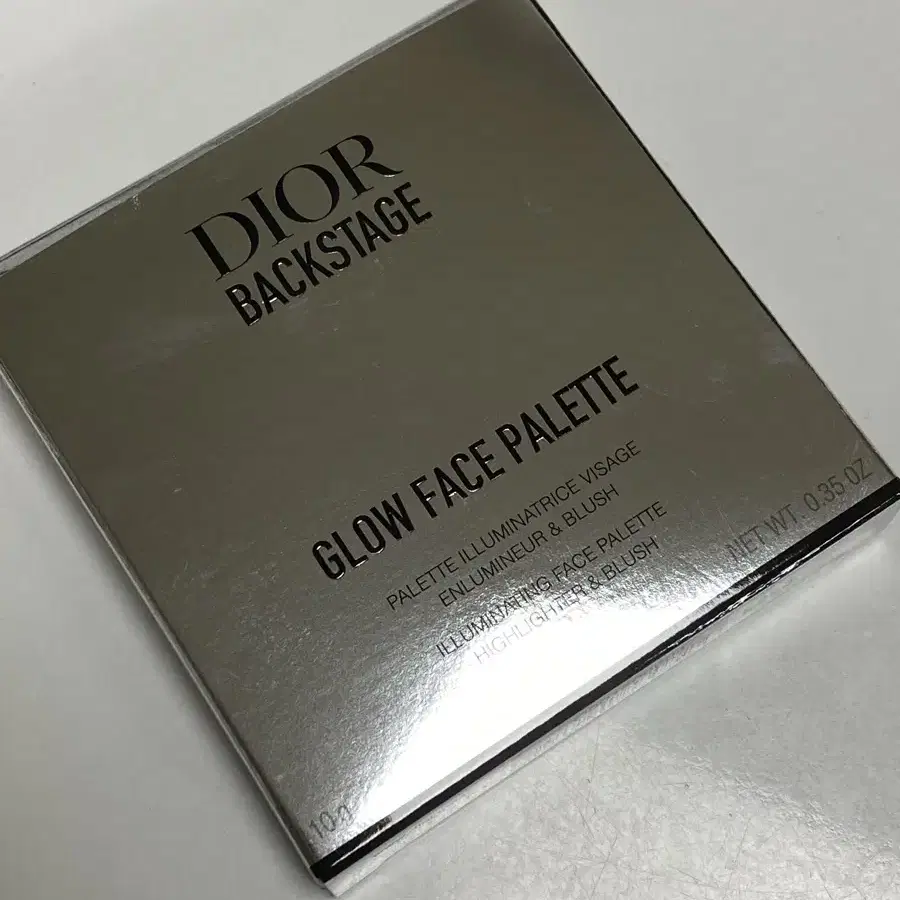 DIOR
BACKSTAGE
GLOW FACE PALETTE
PALETTE ILLUMINATRICE VISAGE
ENLUMINEUR & BLUSH
ILLUMINATING FACE PALETTE
HIGHLIGHTER & BLUSH
10 g
NET WT. 0.35 OZ